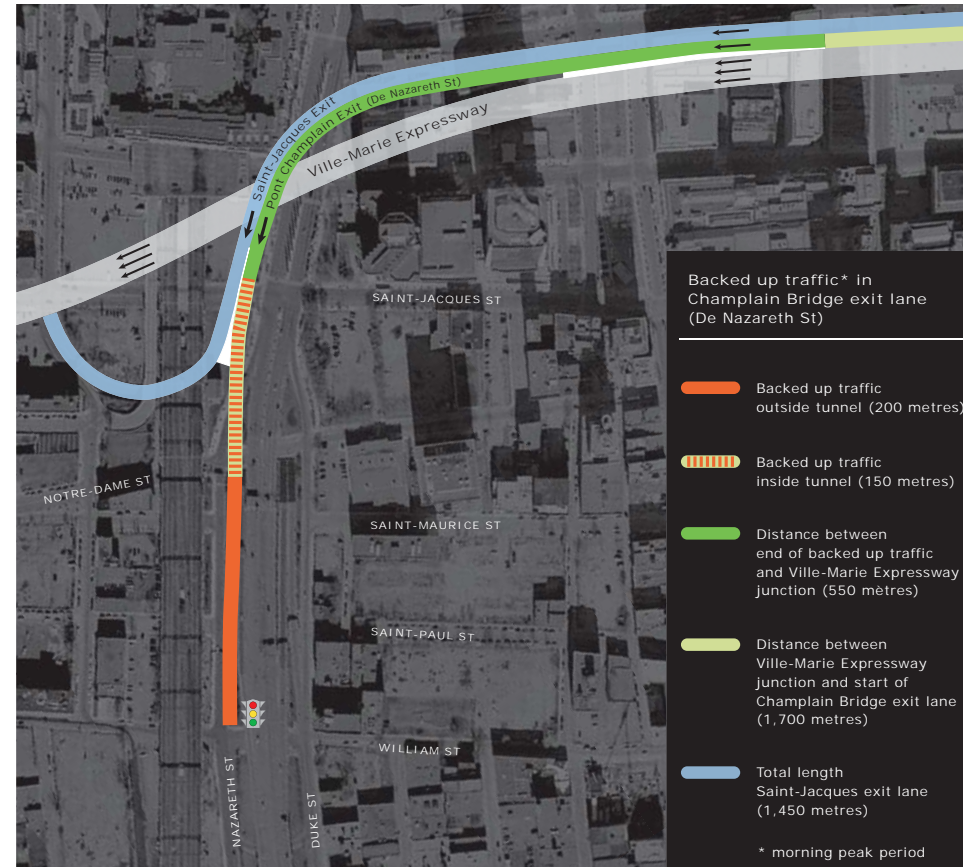 Saint-Jacques Exit
Pont Champlain Exit (De Nazareth St)
Ville-Marie Expressway
SAINT-JACQUES ST
NOTRE-DAME ST
SAINT-MAURICE ST
SAINT-PAUL ST
WILLIAM ST
NAZARETH ST
DUKE ST
Backed up traffic* in
Champlain Bridge exit lane
(De Nazareth St)
Backed up traffic
outside tunnel (200 metres)
Backed up traffic
inside tunnel (150 metres)
Distance between
end of backed up traffic
and Ville-Marie Expressway
junction (550 mètres)
Distance between
Ville-Marie Expressway
junction and start of
Champlain Bridge exit lane
(1,700 metres)
Total length
Saint-Jacques exit lane
(1,450 metres)
* morning peak period